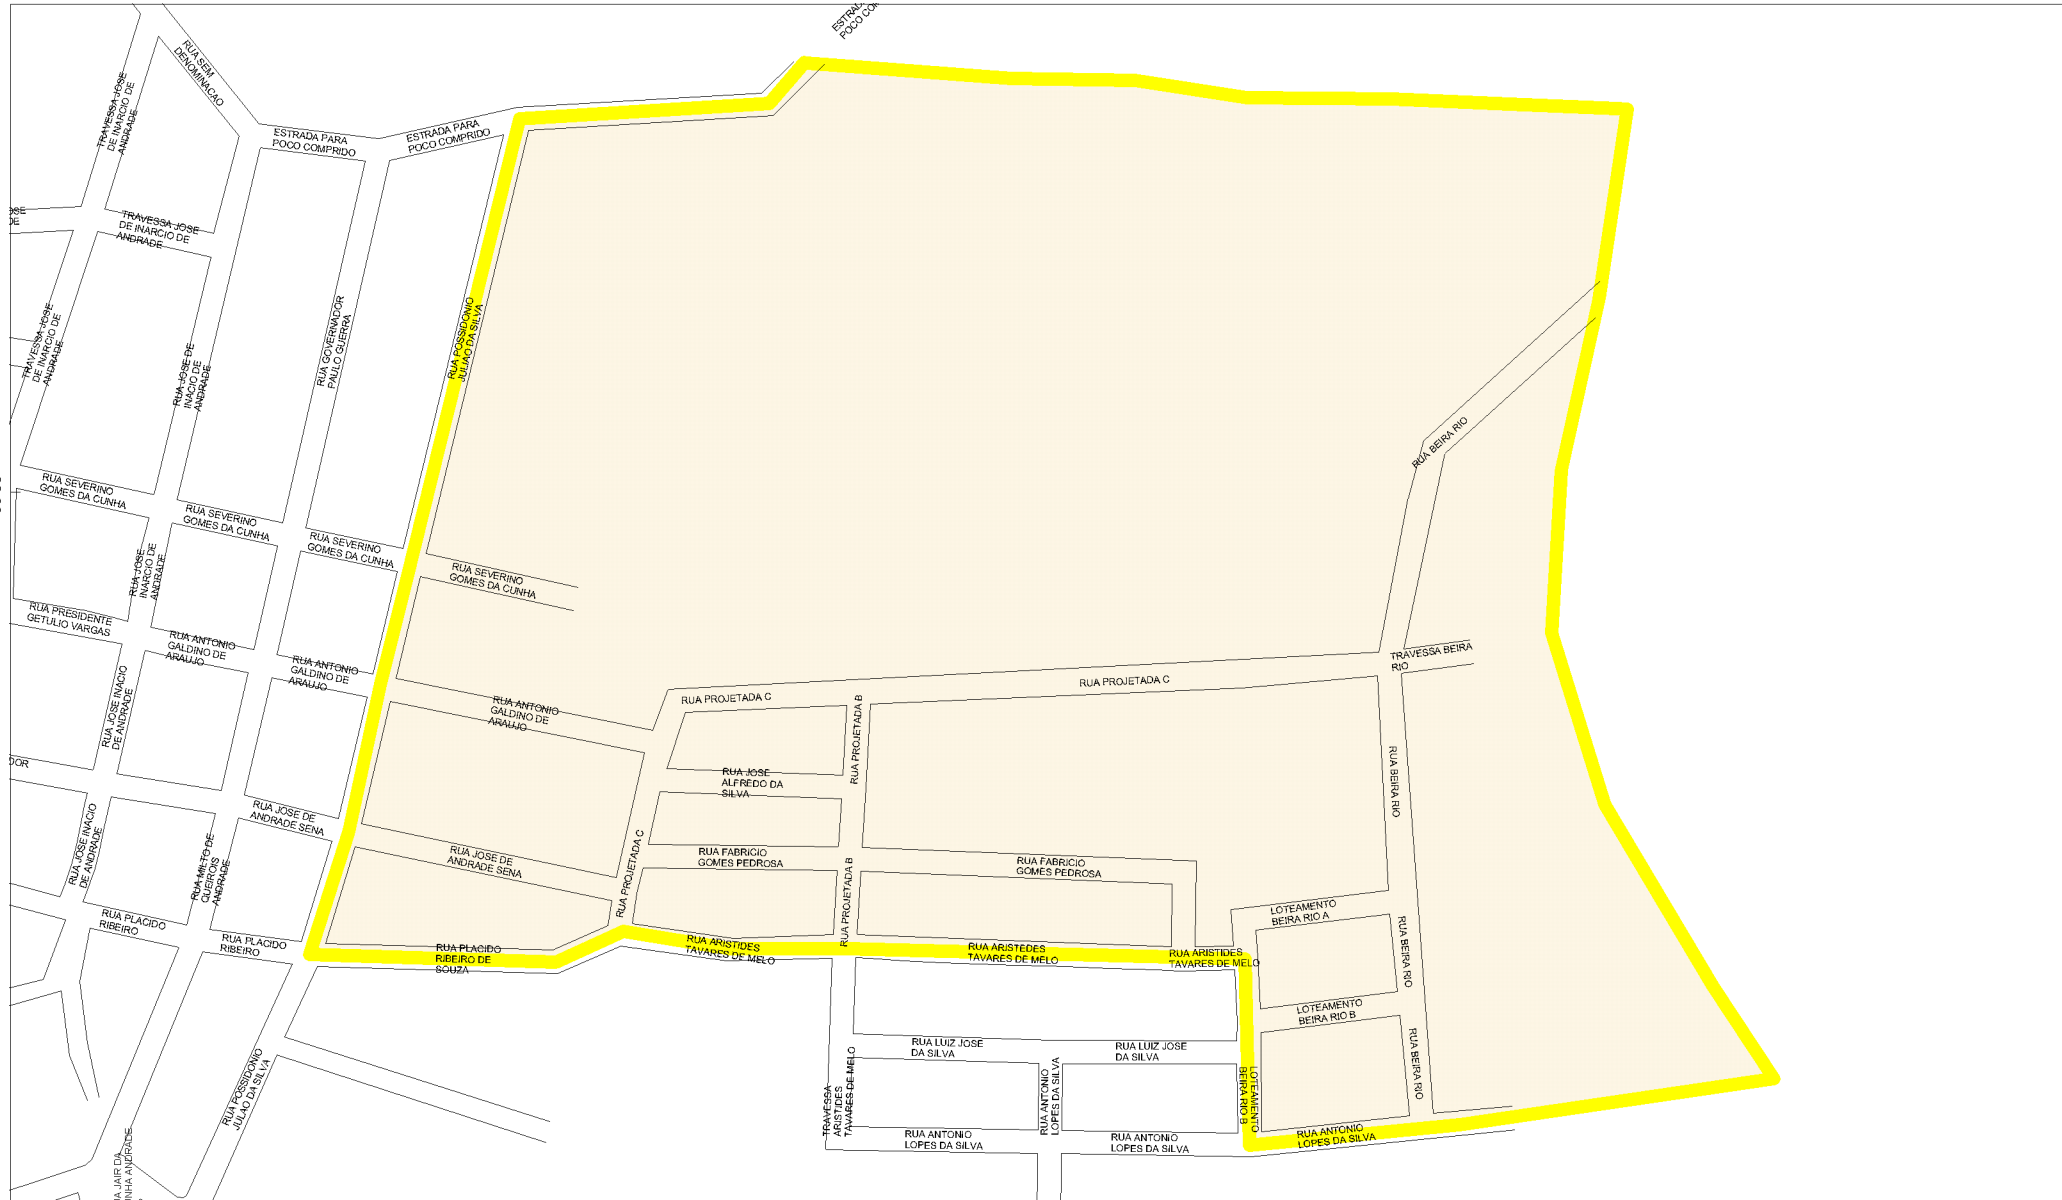 ESTRADA
POCO
RUA SEM
DENOMINACAO
TRAVESSA JOSE
DE INARCIO DE
ANDRADE
ESTRADA PARA
POCO COMPRIDO
ESTRADA PARA
POCO COMPRIDO
DE
TRAVESSA JOSE
DE INARCIO DE
ANDRADE
TRAVESSA JOSE
DE INARCIO DE
ANDRADE
RUA JOSE DE
INACIO DE
ANDRADE
RUA GOVERNADOR
PAULO GUERRA
RUA POSSIDONIO
JULIAO DA SILVA
RUA BEIRA RIO
RUA SEVERINO
GOMES DA CUNHA
RUA SEVERINO
GOMES DA CUNHA
RUA SEVERINO
GOMES DA CUNHA
RUA SEVERINO
GOMES DA CUNHA
RUA JOSE
INARCIO DE
ANDRADE
RUA PRESIDENTE
GETULIO VARGAS
RUA ANTONIO
GALDINO DE
ARAUJO
RUA ANTONIO
GALDINO DE
ARAUJO
RUA ANTONIO
GALDINO DE
ARAUJO
TRAVESSA BEIRA
RIO
RUA PROJETADA C
RUA PROJETADA C
RUA JOSE INACIO
DE ANDRADE
RUA PROJETADA B
DOR
RUA JOSE
ALFREDO DA
SILVA
RUA BEIRA RIO
RUA JOSE DE
ANDRADE SENA
RUA JOSE INACIO
DE ANDRADE
RUA MILTO DE
QUEIROIS
ANDRADE
RUA JOSE DE
ANDRADE SENA
RUA PROJETADA C
RUA FABRICIO
GOMES PEDROSA
RUA FABRICIO
GOMES PEDROSA
RUA PROJETADA B
LOTEAMENTO
BEIRA RIO A
RUA PLACIDO
RIBEIRO
RUA PLACIDO
RIBEIRO
RUA PLACIDO
RIBEIRO DE
SOUZA
RUA ARISTIDES
TAVARES DE MELO
RUA ARISTEDES
TAVARES DE MELO
RUA ARISTIDES
TAVARES DE MELO
RUA BEIRA RIO
LOTEAMENTO
BEIRA RIO B
RUA LUIZ JOSE
DA SILVA
RUA LUIZ JOSE
DA SILVA
RUA POSSIDONIO
JULAO DA SILVA
TRAVESSA
ARISTIDES
TAVARES DE MELO
RUA ANTONIO
LOPES DA SILVA
LOTEAMENTO
BEIRA RIO B
RUA BEIRA RIO
RUA ANTONIO
LOPES DA SILVA
RUA ANTONIO
LOPES DA SILVA
RUA ANTONIO
LOPES DA SILVA
JAIR DA
ANDRADE